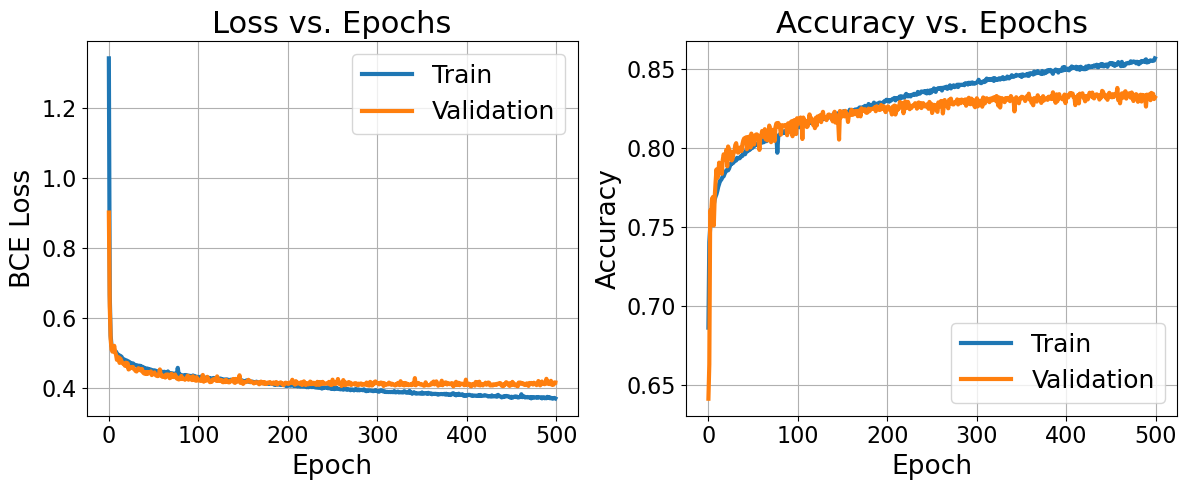 Loss vs. Epochs
BCE Loss
1.2
1.0
0.8
0.6
0.4
Train
Validation
0 100 200 300 400 500
Epoch
Accuracy vs. Epochs
Accuracy
0.85
0.80
0.75
0.70
0.65
Train
Validation
0 100 200 300 400 500
Epoch